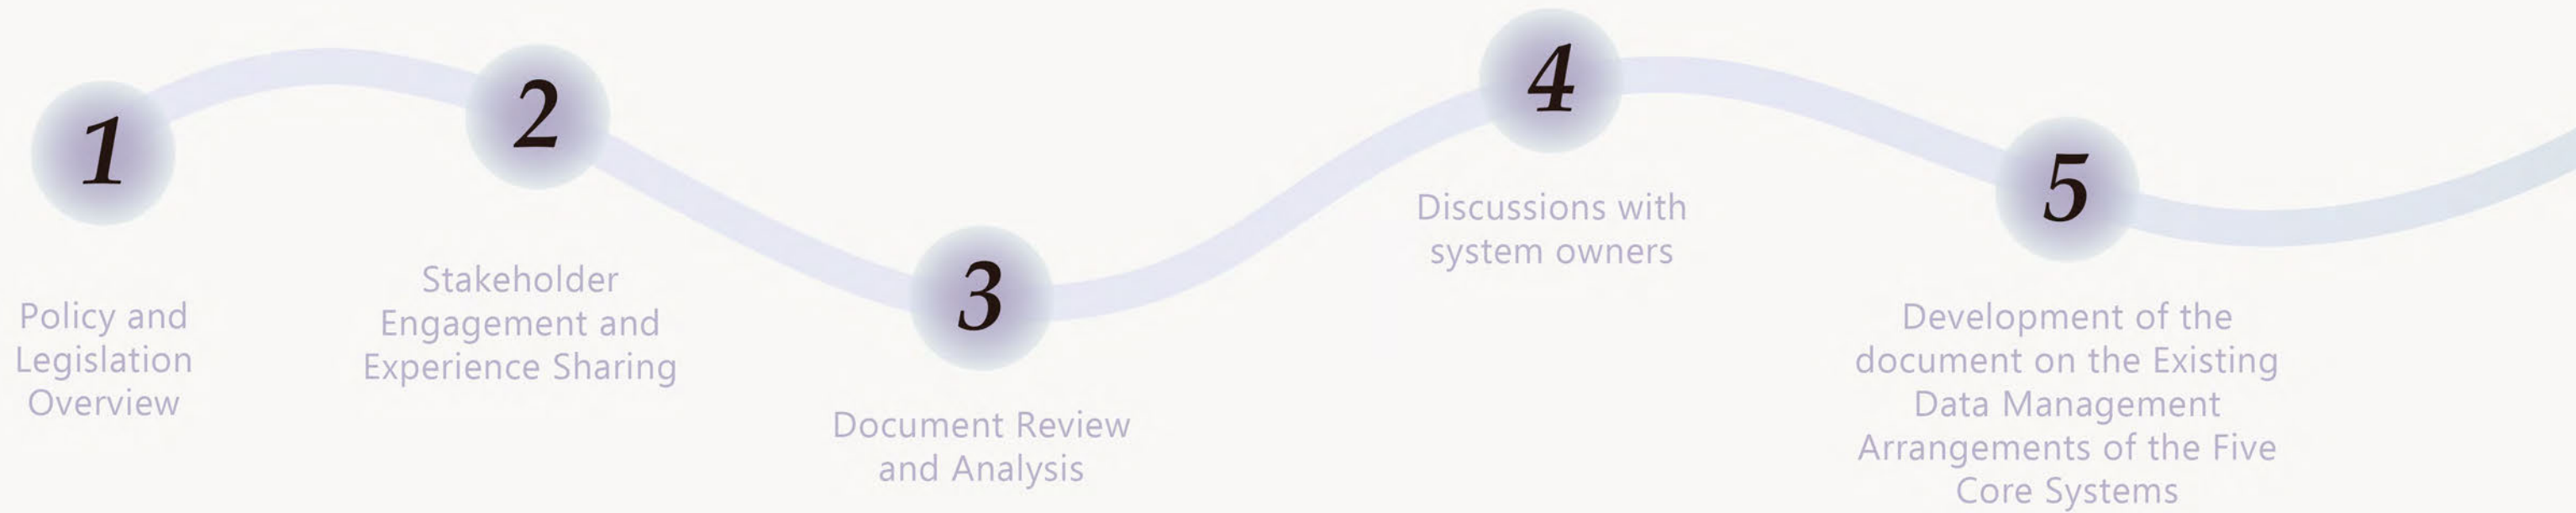 1
Policy and
Legislation
Overview
2
Stakeholder
Engagement and
Experience Sharing
3
Document Review
and Analysis
4
Discussions with
system owners
5
Development of the
document on the Existing
Data Management
Arrangements of the Five
Core Systems